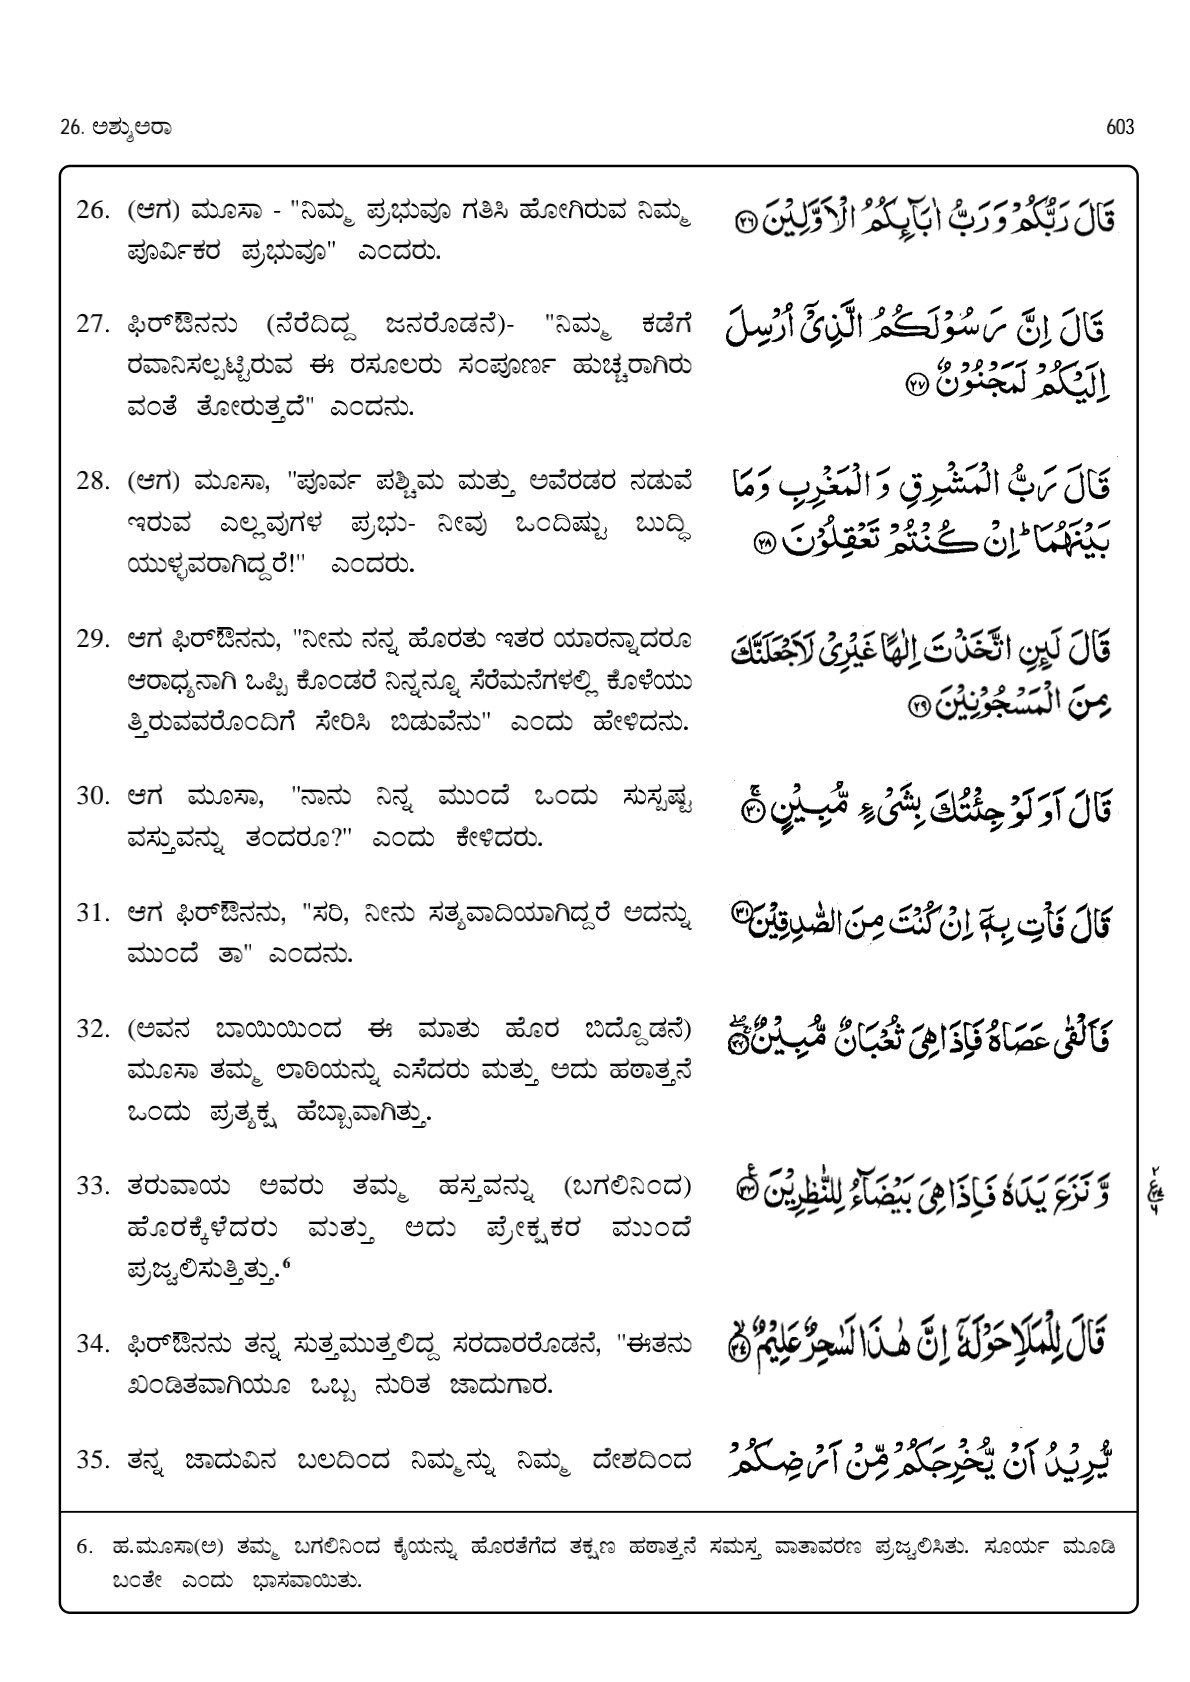 26. ಅಶ್ಶುಅರಾ
603
26. (ಆಗ) ಮೂಸಾ - "ನಿಮ್ಮ ಪ್ರಭುವೂ ಗತಿಸಿ ಹೋಗಿರುವ ನಿಮ್ಮ
ಪೂರ್ವಿಕರ ಪ್ರಭುವೂ" ಎಂದರು.
قَالَ رَبُّكُمْ وَرَبُّ اٰبَآىِٕكُمُ الْاَوَّلِيْنَ ﴿٢٦﴾
27. ಫಿರ್‌ಔನನು (ನೆರೆದಿದ್ದ ಜನರೊಡನೆ)- "ನಿಮ್ಮ ಕಡೆಗೆ
ರವಾನಿಸಲ್ಪಟ್ಟಿರುವ ಈ ರಸೂಲರು ಸಂಪೂರ್ಣ ಹುಚ್ಚರಾಗಿರು
ವಂತೆ ತೋರುತ್ತದೆ" ಎಂದನು.
قَالَ اِنَّ رَسُوْلَكُمُ الَّذِيْٓ اُرْسِلَ
اِلَيْكُمْ لَمَجْنُوْنٌ ﴿٢٧﴾
28. (ಆಗ) ಮೂಸಾ, "ಪೂರ್ವ ಪಶ್ಚಿಮ ಮತ್ತು ಅವೆರಡರ ನಡುವೆ
ಇರುವ ಎಲ್ಲವುಗಳ ಪ್ರಭು- ನೀವು ಒಂದಿಷ್ಟು ಬುದ್ಧಿ
ಯುಳ್ಳವರಾಗಿದ್ದರೆ!" ಎಂದರು.
قَالَ رَبُّ الْمَشْرِقِ وَالْمَغْرِبِ وَمَا
بَيْنَهُمَا ؕ اِنْ كُنْتُمْ تَعْقِلُوْنَ ﴿٢٨﴾
29. ಆಗ ಫಿರ್‌ಔನನು, "ನೀನು ನನ್ನ ಹೊರತು ಇತರ ಯಾರನ್ನಾದರೂ
ಆರಾಧ್ಯನಾಗಿ ಒಪ್ಪಿ ಕೊಂಡರೆ ನಿನ್ನನ್ನೂ ಸೆರೆಮನೆಗಳಲ್ಲಿ ಕೊಳೆಯು
ತ್ತಿರುವವರೊಂದಿಗೆ ಸೇರಿಸಿ ಬಿಡುವೆನು" ಎಂದು ಹೇಳಿದನು.
قَالَ لَىِٕنِ اتَّخَذْتَ اِلٰهًا غَيْرِيْ لَاَجْعَلَنَّكَ
مِنَ الْمَسْجُوْنِيْنَ ﴿٢٩﴾
30. ಆಗ ಮೂಸಾ, "ನಾನು ನಿನ್ನ ಮುಂದೆ ಒಂದು ಸುಸ್ಪಷ್ಟ
ವಸ್ತುವನ್ನು ತಂದರೂ?" ಎಂದು ಕೇಳಿದರು.
قَالَ اَوَلَوْ جِئْتُكَ بِشَيْءٍ مُّبِيْنٍ ۚ﴿٣٠﴾
31. ಆಗ ಫಿರ್‌ಔನನು, "ಸರಿ, ನೀನು ಸತ್ಯವಾದಿಯಾಗಿದ್ದರೆ ಅದನ್ನು
ಮುಂದೆ ತಾ" ಎಂದನು.
قَالَ فَأْتِ بِهٖٓ اِنْ كُنْتَ مِنَ الصّٰدِقِيْنَ ﴿٣١﴾
32. (ಅವನ ಬಾಯಿಯಿಂದ ಈ ಮಾತು ಹೊರ ಬಿದ್ದೊಡನೆ)
ಮೂಸಾ ತಮ್ಮ ಲಾಠಿಯನ್ನು ಎಸೆದರು ಮತ್ತು ಅದು ಹಠಾತ್ತನೆ
ಒಂದು ಪ್ರತ್ಯಕ್ಷ ಹೆಬ್ಬಾವಾಗಿತ್ತು.
فَاَلْقٰى عَصَاهُ فَاِذَا هِيَ ثُعْبَانٌ مُّبِيْنٌ ۖ﴿٣٢﴾
33. ತರುವಾಯ ಅವರು ತಮ್ಮ ಹಸ್ತವನ್ನು (ಬಗಲಿನಿಂದ)
ಹೊರಕ್ಕೆಳೆದರು ಮತ್ತು ಅದು ಪ್ರೇಕ್ಷಕರ ಮುಂದೆ
ಪ್ರಜ್ವಲಿಸುತ್ತಿತ್ತು.⁶
وَّنَزَعَ يَدَهٗ فَاِذَا هِيَ بَيْضَآءُ لِلنّٰظِرِيْنَ ﴿٣٣﴾
34. ಫಿರ್‌ಔನನು ತನ್ನ ಸುತ್ತಮುತ್ತಲಿದ್ದ ಸರದಾರರೊಡನೆ, "ಈತನು
ಖಂಡಿತವಾಗಿಯೂ ಒಬ್ಬ ನುರಿತ ಜಾದುಗಾರ.
قَالَ لِلْمَلَاِ حَوْلَهٗٓ اِنَّ هٰذَا لَسٰحِرٌ عَلِيْمٌ ۙ﴿٣٤﴾
35. ತನ್ನ ಜಾದುವಿನ ಬಲದಿಂದ ನಿಮ್ಮನ್ನು ನಿಮ್ಮ ದೇಶದಿಂದ
يُّرِيْدُ اَنْ يُّخْرِجَكُمْ مِّنْ اَرْضِكُمْ
6. ಹ.ಮೂಸಾ(ಅ) ತಮ್ಮ ಬಗಲಿನಿಂದ ಕೈಯನ್ನು ಹೊರತೆಗೆದ ತಕ್ಷಣ ಹಠಾತ್ತನೆ ಸಮಸ್ತ ವಾತಾವರಣ ಪ್ರಜ್ವಲಿಸಿತು. ಸೂರ್ಯ ಮೂಡಿ
ಬಂತೇ ಎಂದು ಭಾಸವಾಯಿತು.